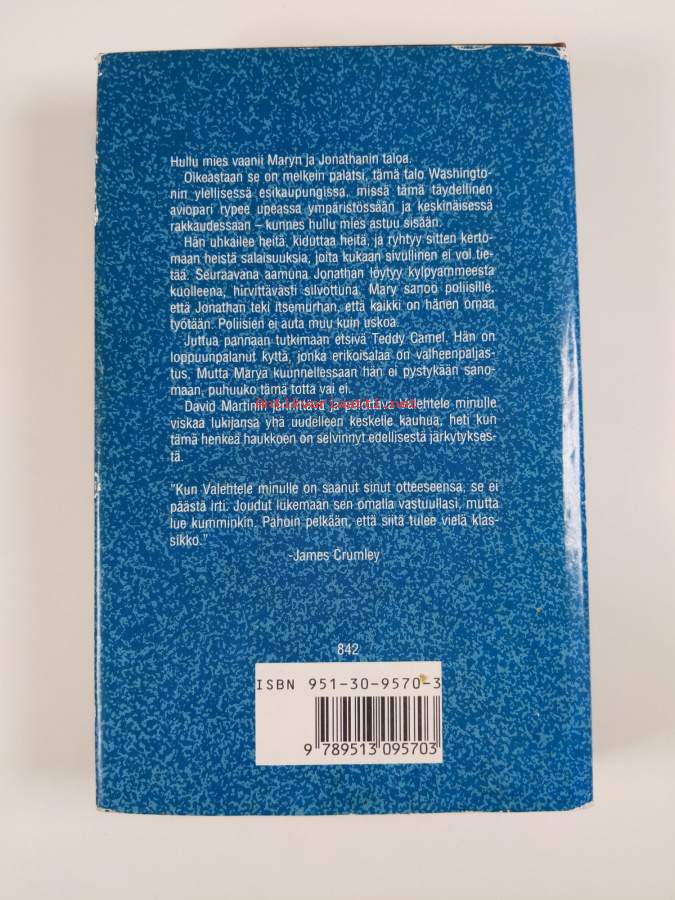 Hullu mies vaanii Maryn ja Jonathanin taloa.
Oikeastaan se on melkein palatsi, tämä talo Washingto-
nin ylellisessä esikaupungissa, missä tämä täydellinen
aviopari rypee upeassa ympäristössään ja keskinäisessä
rakkaudessaan – kunnes hullu mies astuu sisään.
Hän uhkailee heitä, kiduttaa heitä, ja ryhtyy sitten kerto-
maan heistä salaisuuksia, joita kukaan sivullinen ei voi tie-
tää. Seuraavana aamuna Jonathan löytyy kylpyammeesta
kuolleena, hirvittävästi silvottuna. Mary sanoo poliisille,
että Jonathan teki itsemurhan, että kaikki on hänen omaa
työtään. Poliisien ei auta muu kuin uskoa.
Juttua pannaan tutkimaan etsivä Teddy Camel. Hän on
loppuunpalanut kyttä, jonka erikoisalaa on valheenpaljas-
tus. Mutta Maryä kuunnellessaan hän ei pystykään sano-
maan, puhuuko tämä totta vai ei.
David Martinin ja pelottava Valehtele minulle
viskaa lukijansa yhä uudelleen keskelle kauhua, heti kun
tämä henkeä haukkoen on selvinnyt edellisestä järkytykses-
tä.
"Kun Valehtele minulle on saanut sinut otteeseensa, se ei
päästä irti. Joudut lukemaan sen omalla vastuullasi, mutta
lue kumminkin. Pahoin pelkään, että siitä tulee vielä klas-
sikko."
-James Crumley
842
ISBN 951-30-9570-3
9 789513 095703